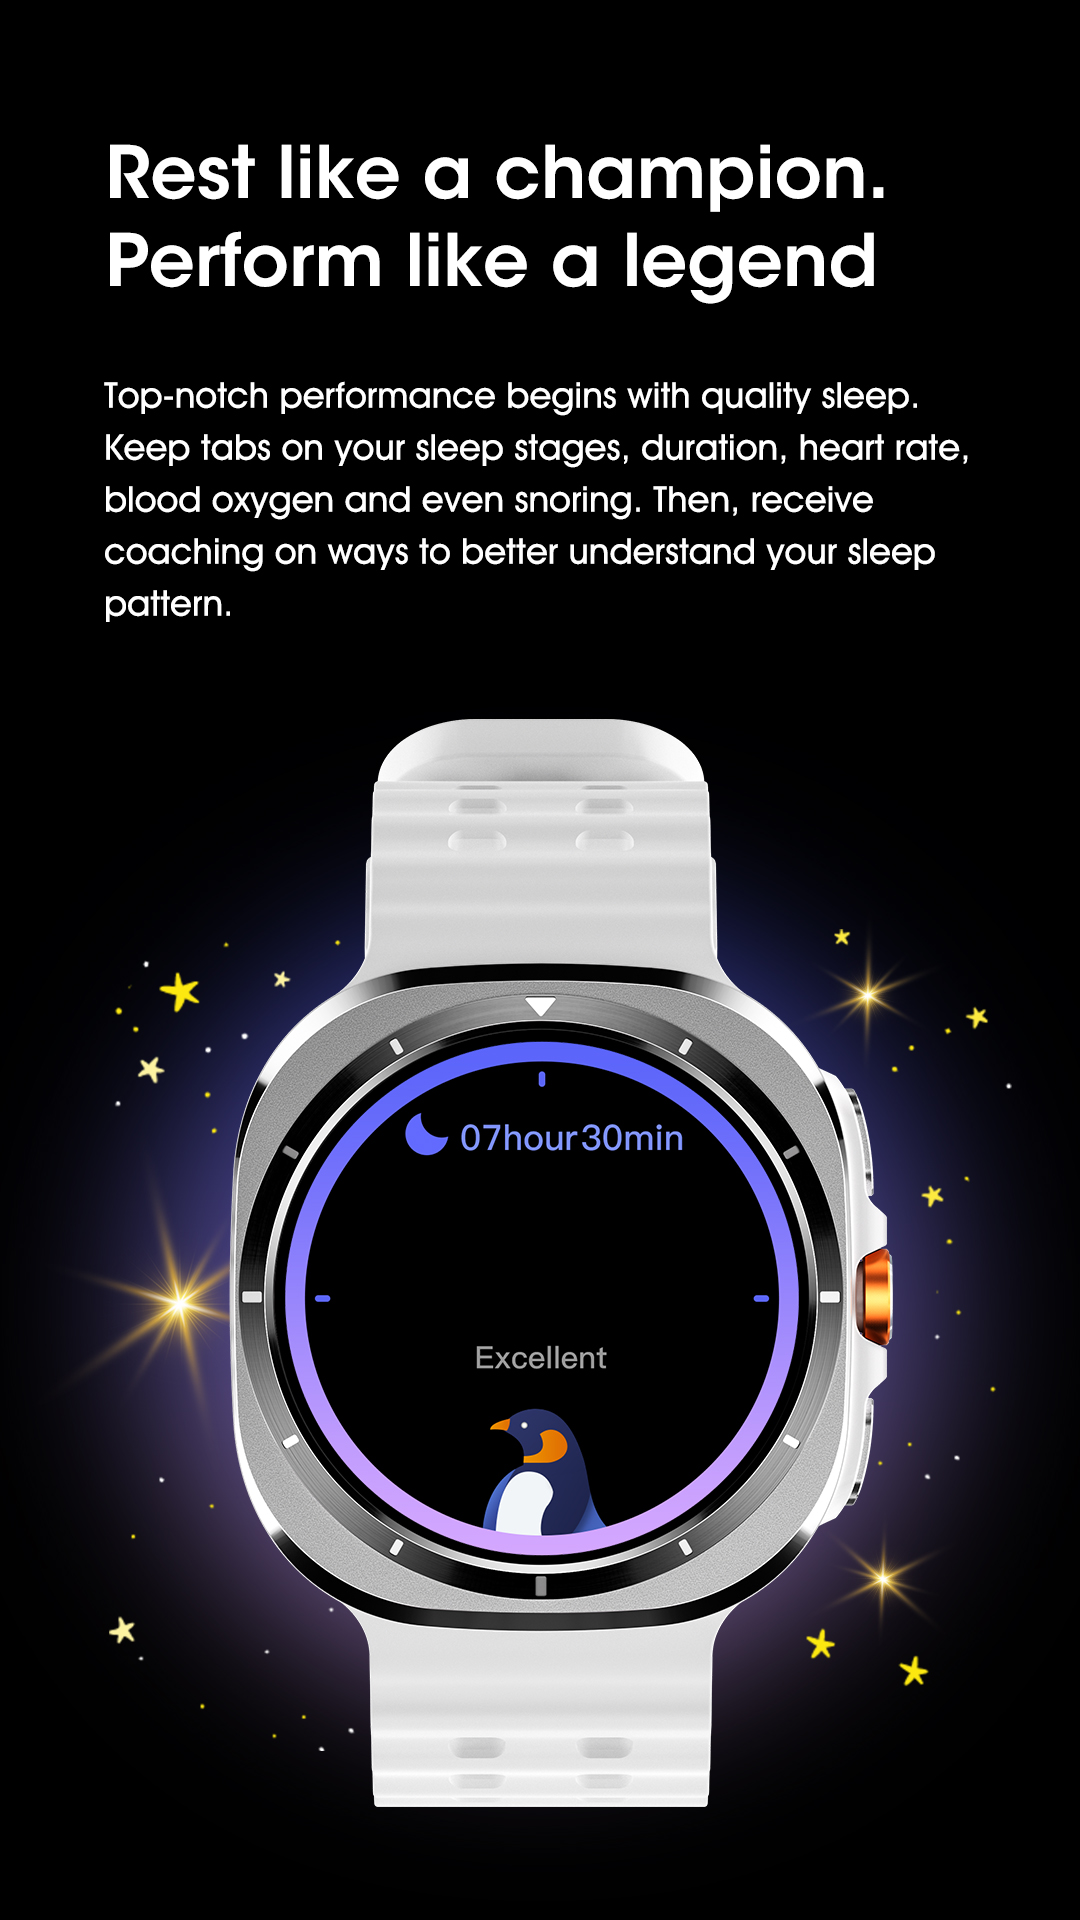 Rest like a champion.
Perform like a legend
Top-notch performance begins with quality sleep.
Keep tabs on your sleep stages, duration, heart rate,
blood oxygen and even snoring. Then, receive
coaching on ways to better understand your sleep
pattern.
07hour30min
Excellent